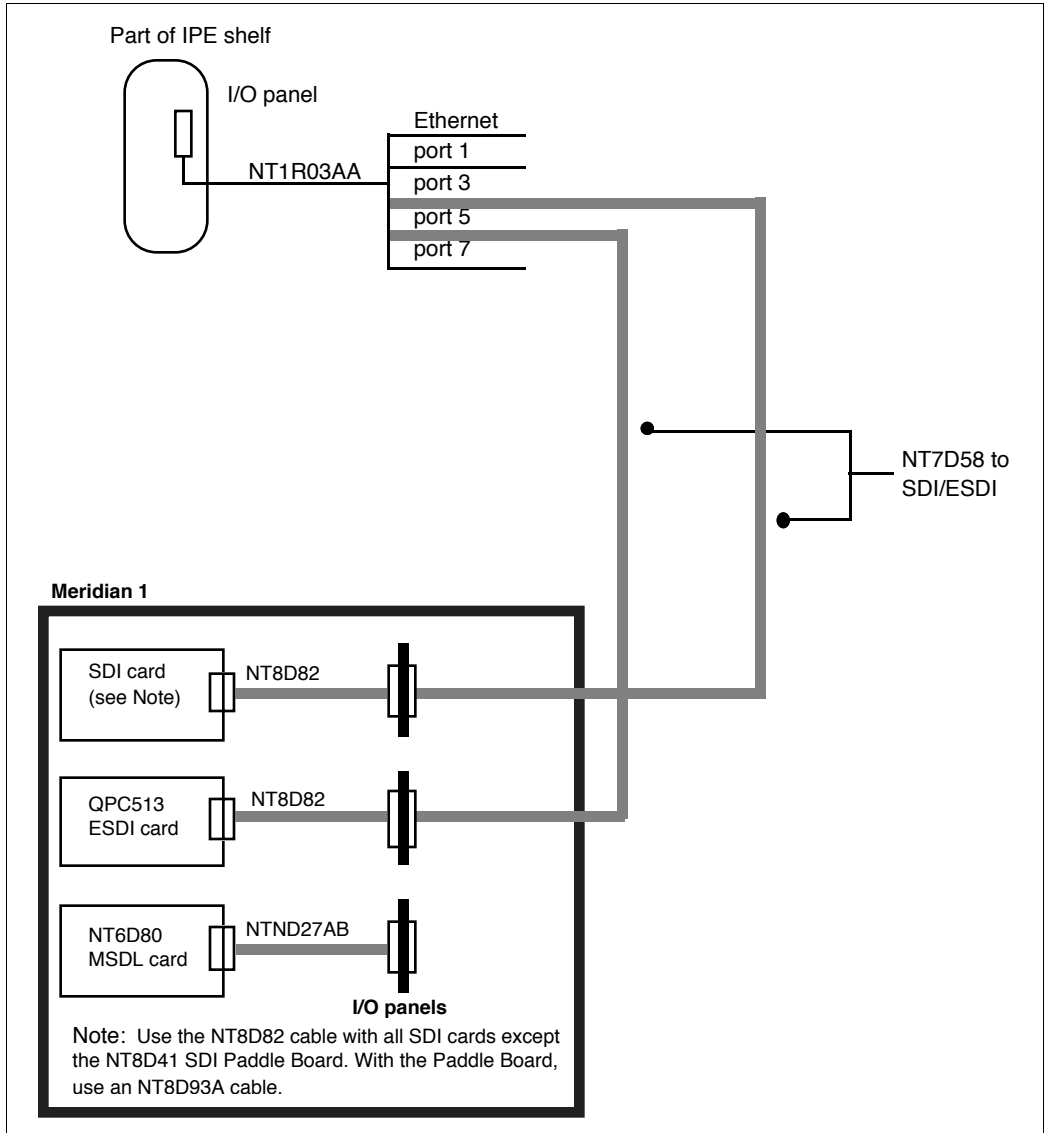 Part of IPE shelf
I/O panel
Ethernet
port 1
NT1R03AA
port 3
port 5
port 7
NT7D58 to
SDI/ESDI
Meridian 1
SDI card
(see Note)
NT8D82
QPC513
ESDI card
NT8D82
NT6D80
MSDL card
NTND27AB
I/O panels
Note: Use the NT8D82 cable with all SDI cards except
the NT8D41 SDI Paddle Board. With the Paddle Board,
use an NT8D93A cable.